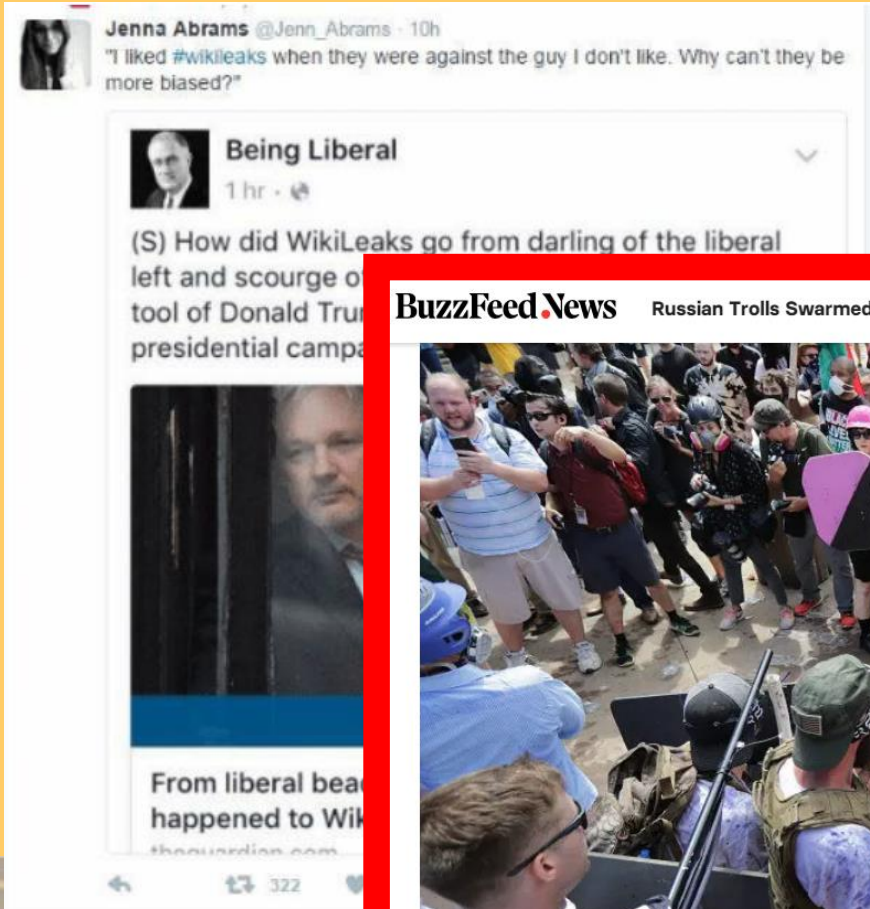 Jenna Abrams @Jenn_Abrams · 10h
"I liked #wikileaks when they were against the guy I don't like. Why can't they be
more biased?"
Being Liberal
1 hr ·
(S) How did WikiLeaks go from darling of the liberal
left and scourge o
tool of Donald Tru
presidential campa
From liberal bea
happened to Wik
theguardian.com
322
BuzzFeed News Russian Trolls Swarmed